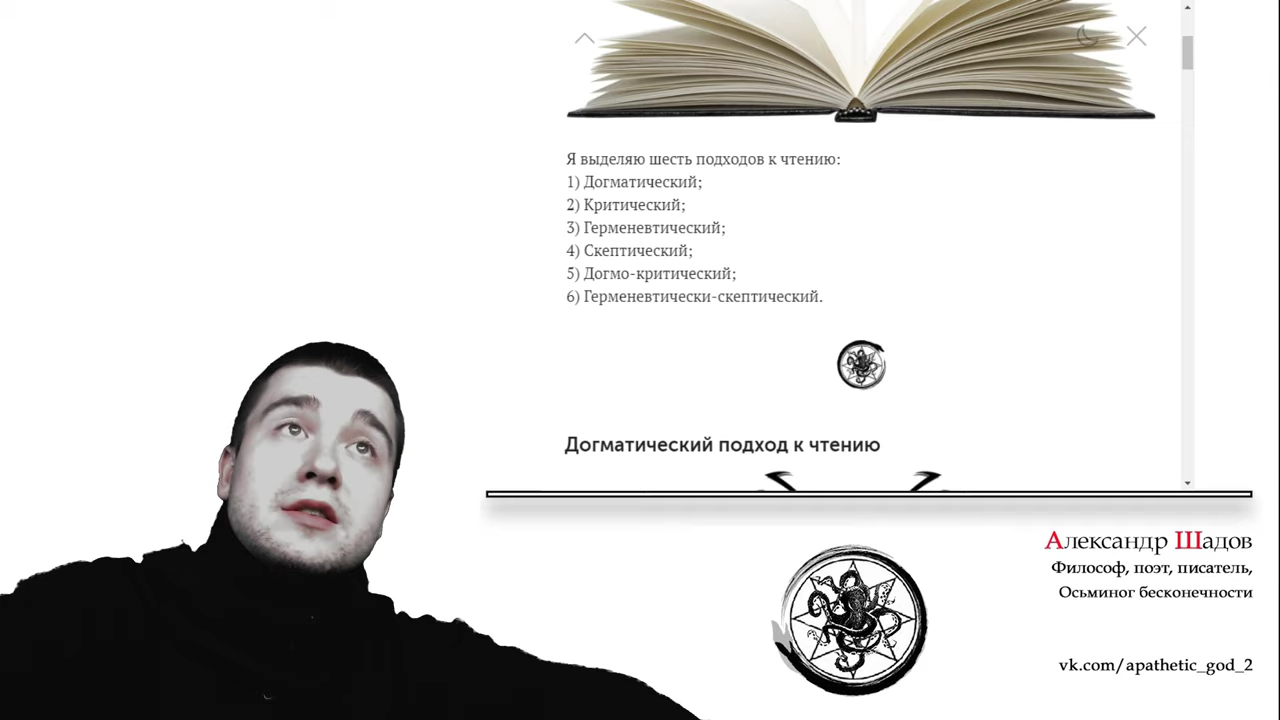 Я выделяю шесть подходов к чтению:
1) Догматический;
2) Критический;
3) Герменевтический;
4) Скептический;
5) Догмо-критический;
6) Герменевтически-скептический.
Догматический подход к чтению
Александр Шадов
Философ, поэт, писатель,
Осьминог бесконечности
vk.com/apathetic_god_2